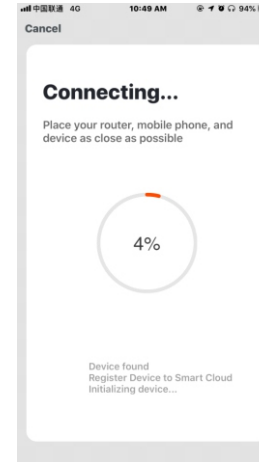 中国联通 4G 10:49 AM 94%
Cancel
Connecting...
Place your router, mobile phone, and
device as close as possible
4%
Device found
Register Device to Smart Cloud
Initializing device...